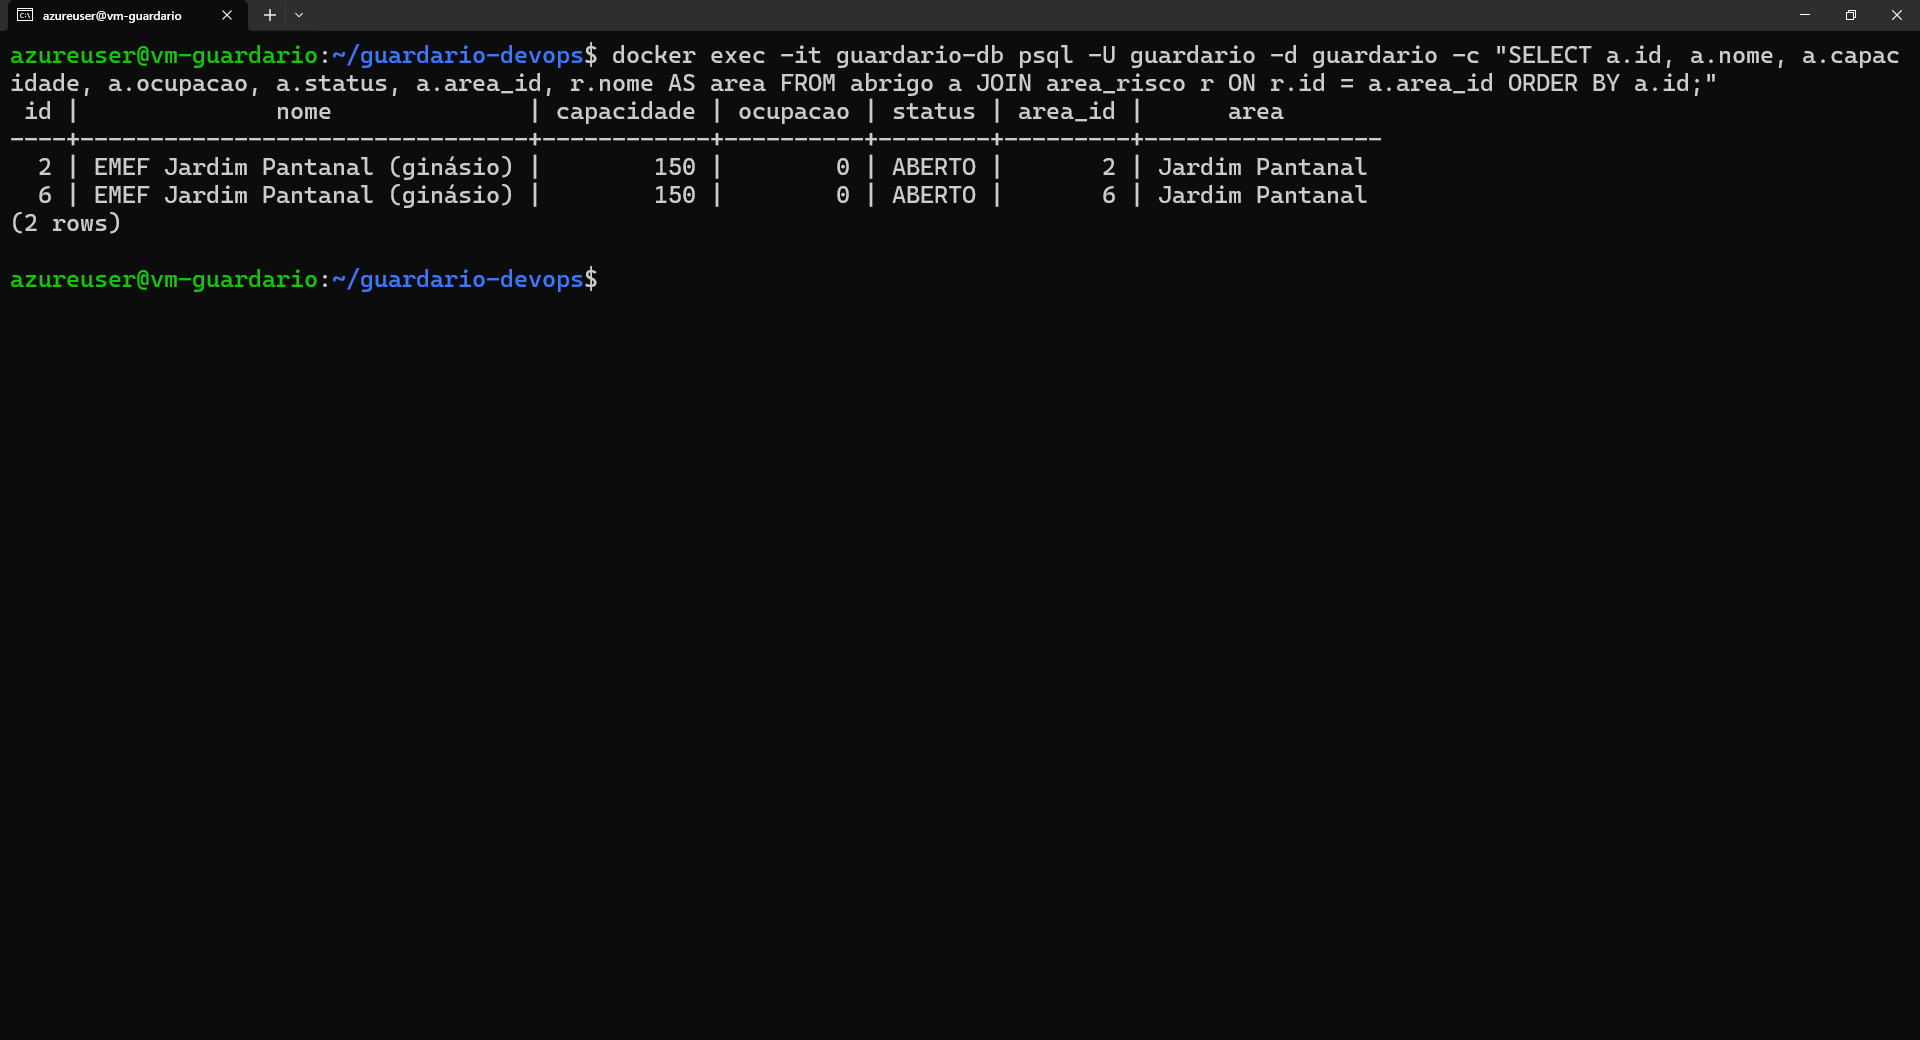 azureuser@vm-guardario
azureuser@vm-guardario:~/guardario-devops$ docker exec -it guardario-db psql -U guardario -d guardario -c "SELECT a.id, a.nome, a.capac
idade, a.ocupacao, a.status, a.area_id, r.nome AS area FROM abrigo a JOIN area_risco r ON r.id = a.area_id ORDER BY a.id;"
 id |              nome              | capacidade | ocupacao | status | area_id |      area
----+--------------------------------+------------+----------+--------+---------+-----------------
  2 | EMEF Jardim Pantanal (ginásio) |        150 |        0 | ABERTO |       2 | Jardim Pantanal
  6 | EMEF Jardim Pantanal (ginásio) |        150 |        0 | ABERTO |       6 | Jardim Pantanal
(2 rows)
azureuser@vm-guardario:~/guardario-devops$